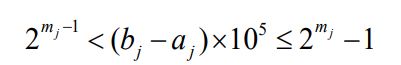 2^{m_j-1} < (b_j - a_j) × 10^5 ≤ 2^{m_j} - 1